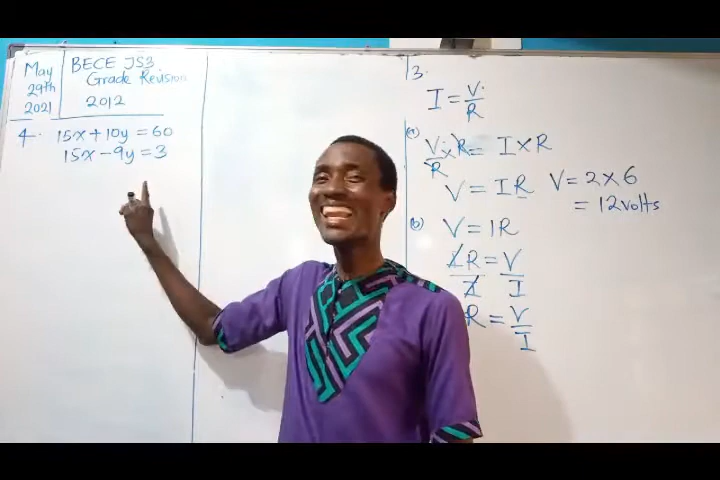 May
29th
2021
BECE JS3
Grade Revision
2012
4. 15x + 10y = 60
15x - 9y = 3
3.
I = V/R
(a) V/R × R = I × R
V = IR
V = 2 × 6
= 12 volts
(b) V = IR
IR/I = V/I
R = V/I